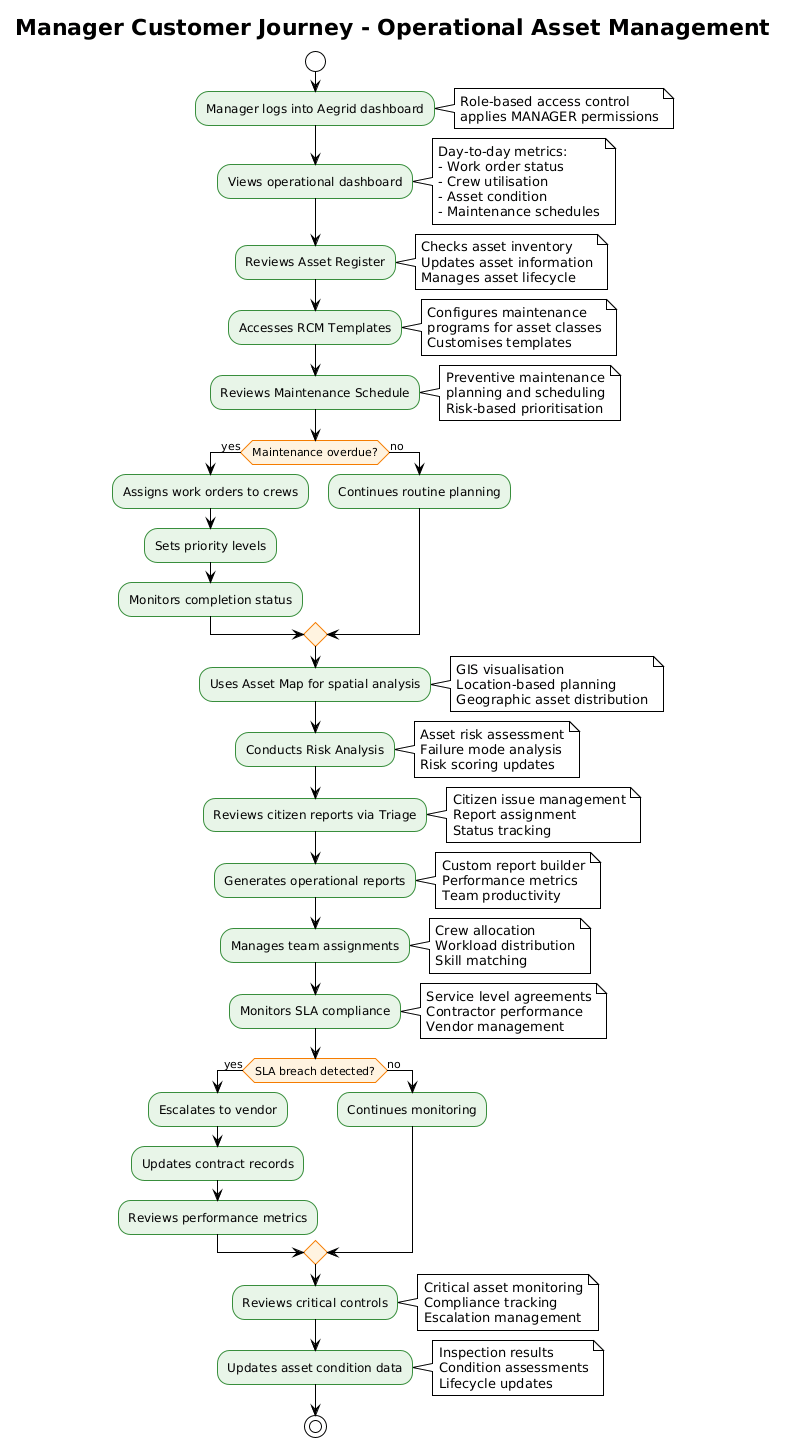 Manager Customer Journey - Operational Asset Management
Manager logs into Aegrid dashboard
Role-based access control
applies MANAGER permissions
Views operational dashboard
Day-to-day metrics:
- Work order status
- Crew utilisation
- Asset condition
- Maintenance schedules
Reviews Asset Register
Checks asset inventory
Updates asset information
Manages asset lifecycle
Accesses RCM Templates
Configures maintenance
programs for asset classes
Customises templates
Reviews Maintenance Schedule
Preventive maintenance
planning and scheduling
Risk-based prioritisation
yes
Maintenance overdue?
no
Assigns work orders to crews
Continues routine planning
Sets priority levels
Monitors completion status
Uses Asset Map for spatial analysis
GIS visualisation
Location-based planning
Geographic asset distribution
Conducts Risk Analysis
Asset risk assessment
Failure mode analysis
Risk scoring updates
Reviews citizen reports via Triage
Citizen issue management
Report assignment
Status tracking
Generates operational reports
Custom report builder
Performance metrics
Team productivity
Manages team assignments
Crew allocation
Workload distribution
Skill matching
Monitors SLA compliance
Service level agreements
Contractor performance
Vendor management
yes
SLA breach detected?
no
Escalates to vendor
Continues monitoring
Updates contract records
Reviews performance metrics
Reviews critical controls
Critical asset monitoring
Compliance tracking
Escalation management
Updates asset condition data
Inspection results
Condition assessments
Lifecycle updates